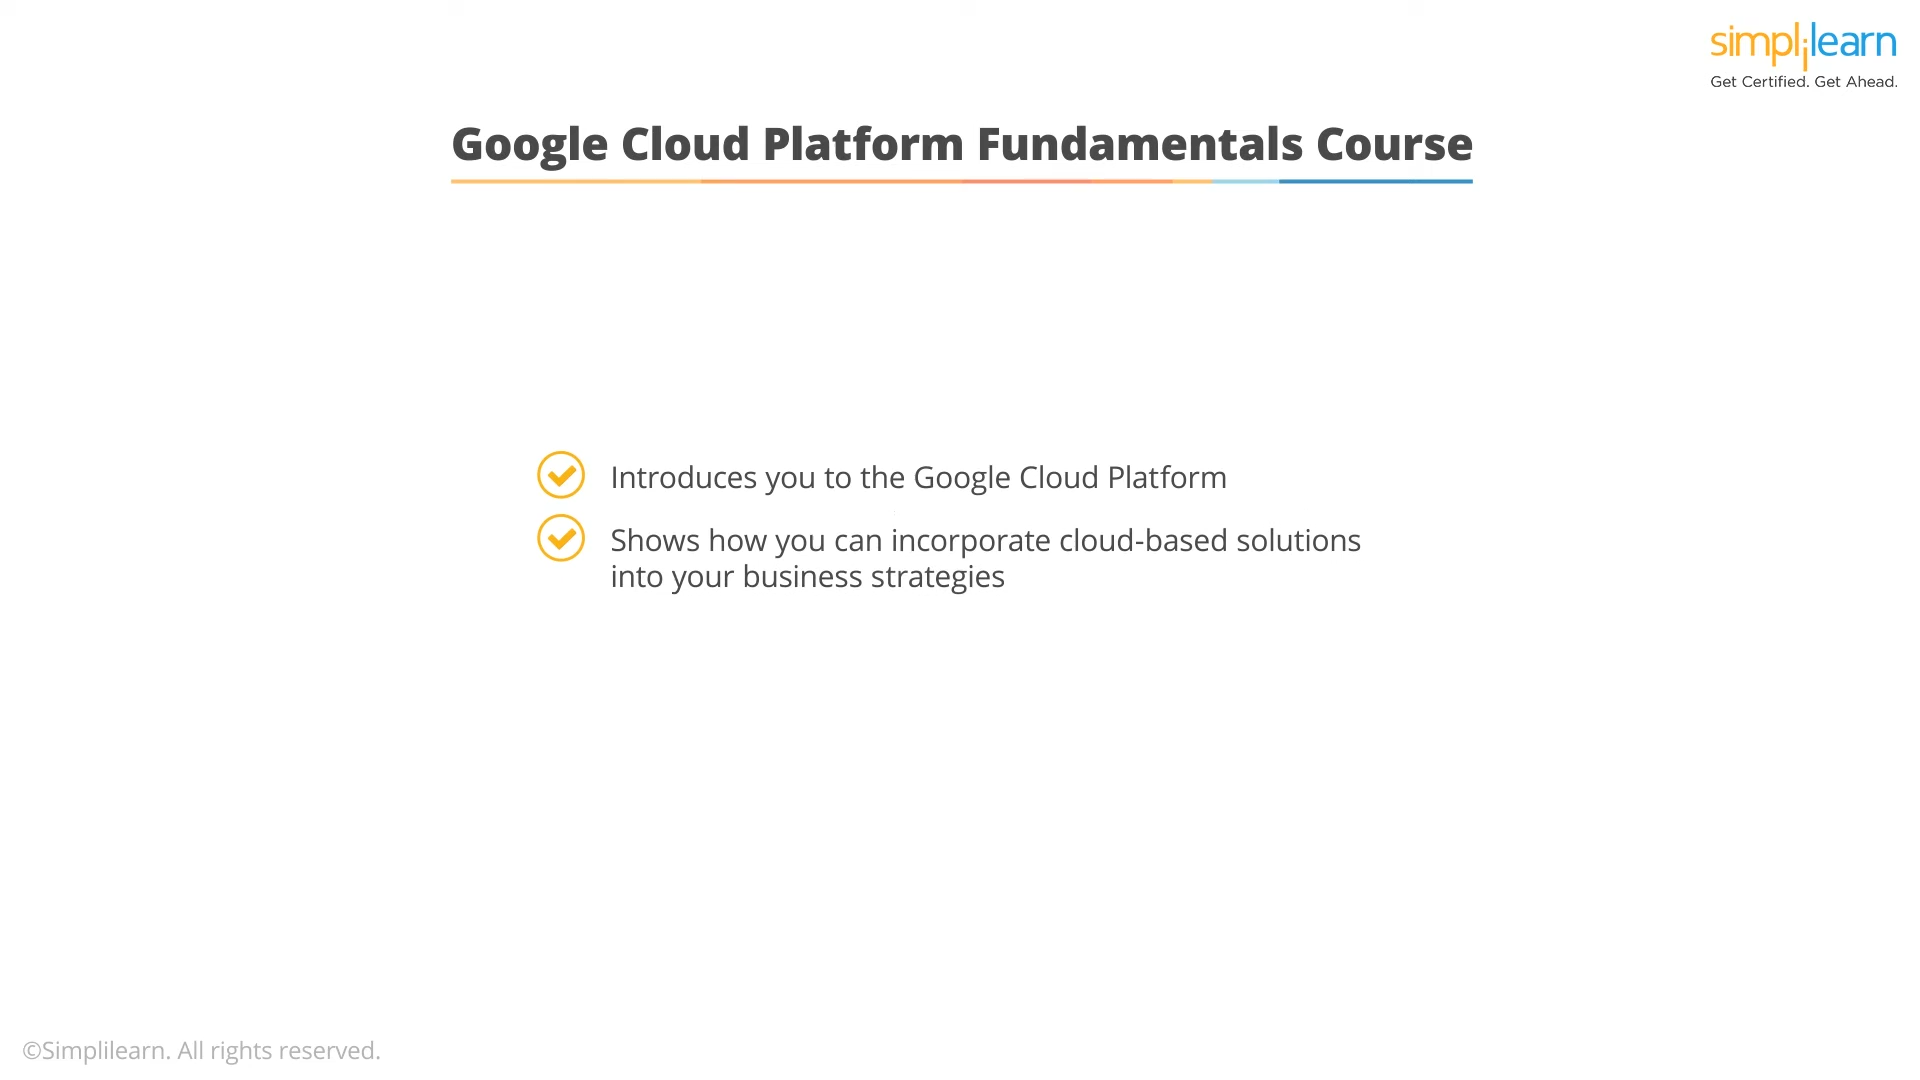 simplilearn
Get Certified. Get Ahead.
Google Cloud Platform Fundamentals Course
Introduces you to the Google Cloud Platform
Shows how you can incorporate cloud-based solutions
into your business strategies
©Simplilearn. All rights reserved.